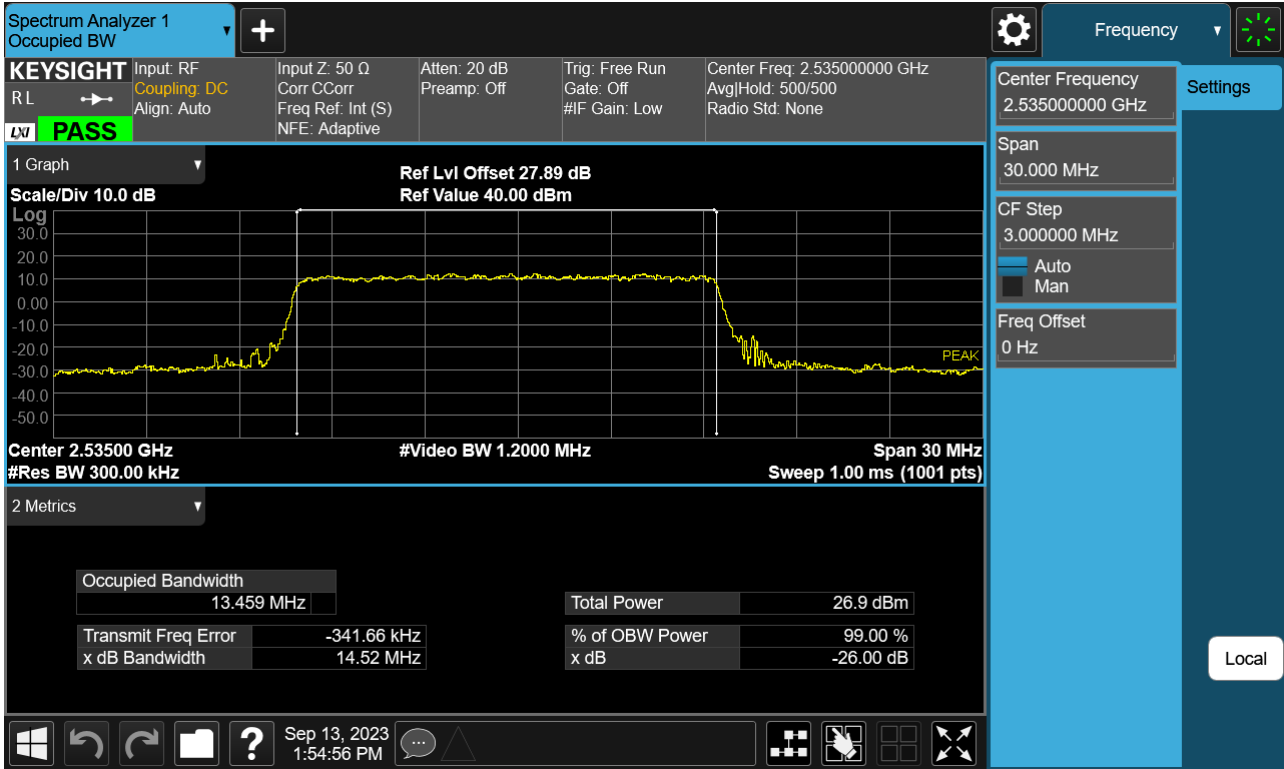 Spectrum Analyzer 1
Occupied BW
▼
+
Frequency
▼
KEYSIGHT
R L
LXI
PASS
Input: RF
Coupling: DC
Align: Auto
Input Z: 50 Ω
Corr CCorr
Freq Ref: Int (S)
NFE: Adaptive
Atten: 20 dB
Preamp: Off
Trig: Free Run
Gate: Off
#IF Gain: Low
Center Freq: 2.535000000 GHz
Avg|Hold: 500/500
Radio Std: None
Center Frequency
2.535000000 GHz
Settings
Span
30.000 MHz
CF Step
3.000000 MHz
Auto
Man
Freq Offset
0 Hz
Local
1 Graph
▼
Scale/Div 10.0 dB
Ref Lvl Offset 27.89 dB
Ref Value 40.00 dBm
Log
30.0
20.0
10.0
0.00
-10.0
-20.0
-30.0
-40.0
-50.0
PEAK
Center 2.53500 GHz
#Video BW 1.2000 MHz
Span 30 MHz
#Res BW 300.00 kHz
Sweep 1.00 ms (1001 pts)
2 Metrics
▼
Occupied Bandwidth
13.459 MHz
Total Power 26.9 dBm
Transmit Freq Error -341.66 kHz
% of OBW Power 99.00 %
x dB Bandwidth 14.52 MHz
x dB -26.00 dB
?
Sep 13, 2023
1:54:56 PM